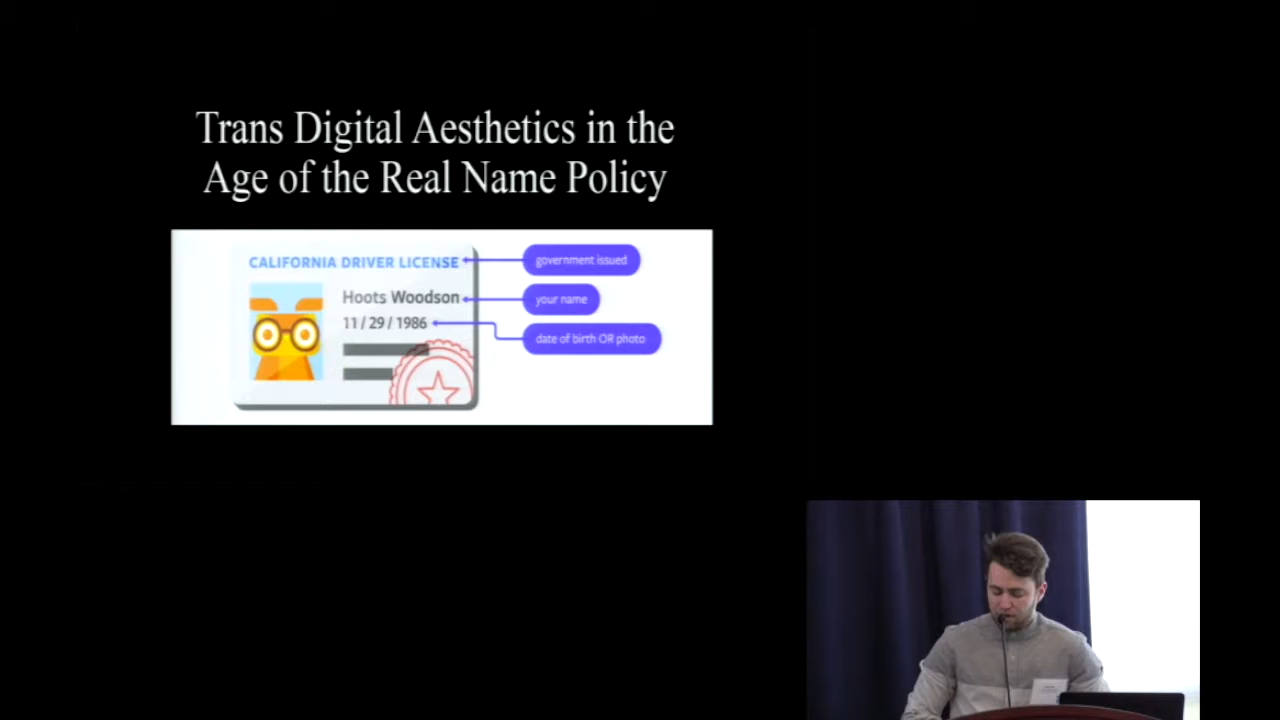 Trans Digital Aesthetics in the
Age of the Real Name Policy
CALIFORNIA DRIVER LICENSE
government issued
Hoots Woodson
your name
11 / 29 / 1986
date of birth OR photo